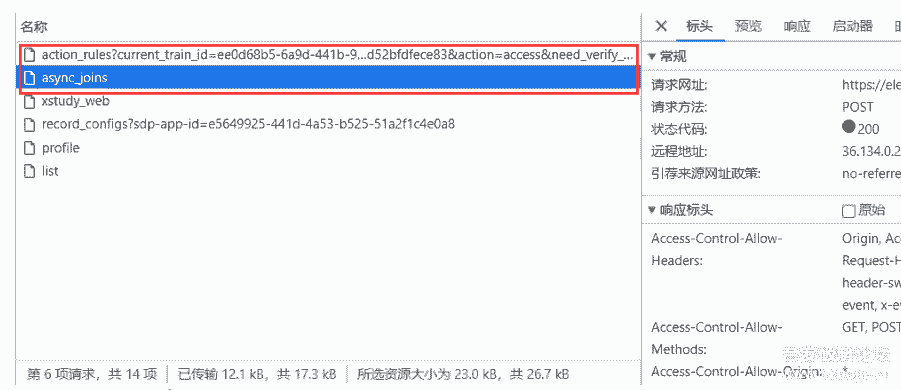 名称
action_rules?current_train_id=ee0d68b5-6a9d-441b-9...d52bfdfece83&action=access&need_verify_...
async_joins
xstudy_web
record_configs?sdp-app-id=e5649925-441d-4a53-b525-51a2f1c4e0a8
profile
list
第 6 项请求，共 14 项 已传输 12.1 kB，共 17.3 kB 所选资源大小为 23.0 kB，共 26.7 kB
标头 预览 响应 启动器
常规
请求网址: https://ele
请求方法: POST
状态代码: 200
远程地址: 36.134.0.2
引荐来源网址政策: no-referre
响应标头 原始
Access-Control-Allow- Origin, Ac
Headers: Request-H
header-sw
event, x-e
Access-Control-Allow- GET, POST
Methods:
Access-Control-Allow-Origin: *